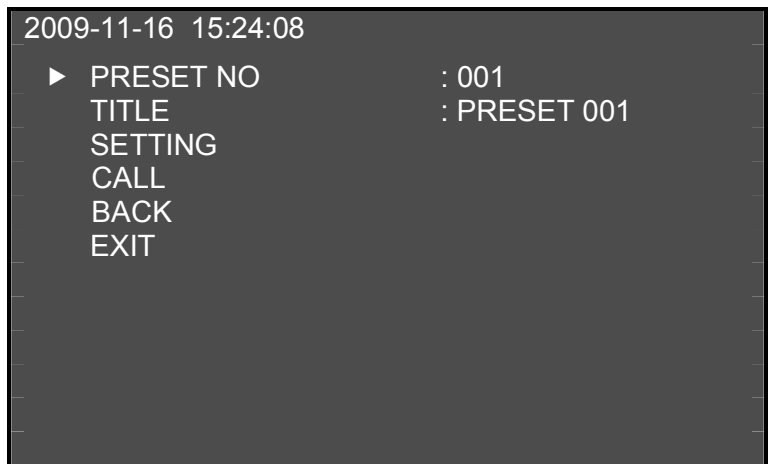 2009-11-16 15:24:08
▶ PRESET NO : 001
TITLE : PRESET 001
SETTING
CALL
BACK
EXIT